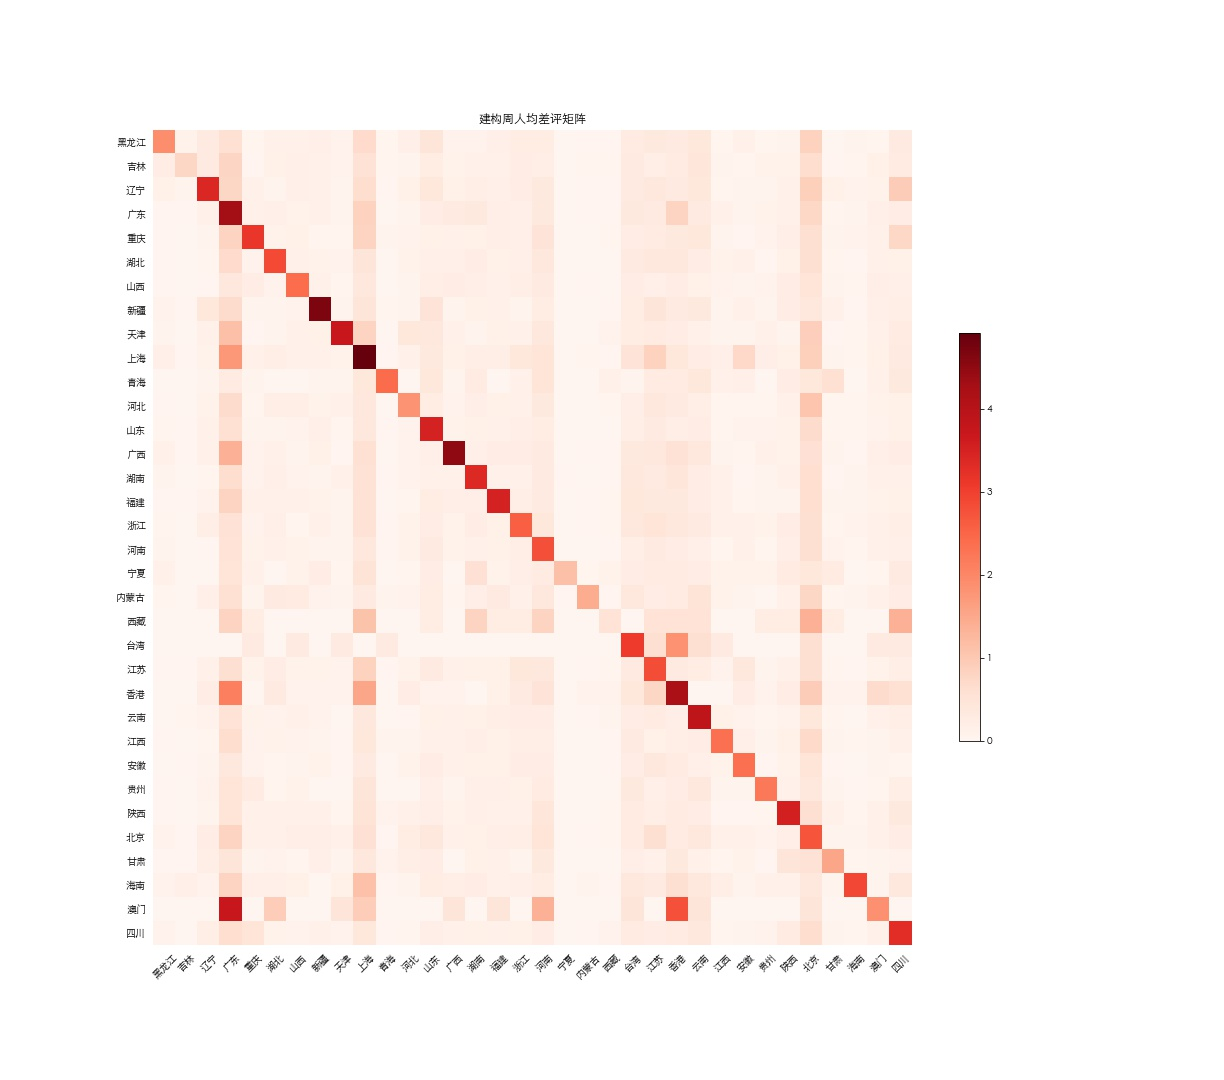 建构周人均差评矩阵
黑龙江
吉林
辽宁
广东
重庆
湖北
山西
新疆
天津
上海
青海
河北
山东
广西
湖南
福建
浙江
河南
宁夏
内蒙古
西藏
台湾
江苏
香港
云南
江西
安徽
贵州
陕西
北京
甘肃
海南
澳门
四川
黑龙江 吉林 辽宁 广东 重庆 湖北 山西 新疆 天津 上海 青海 河北 山东 广西 湖南 福建 浙江 河南 宁夏 内蒙古 西藏 台湾 江苏 香港 云南 江西 安徽 贵州 陕西 北京 甘肃 海南 澳门 四川
4
3
2
1
0